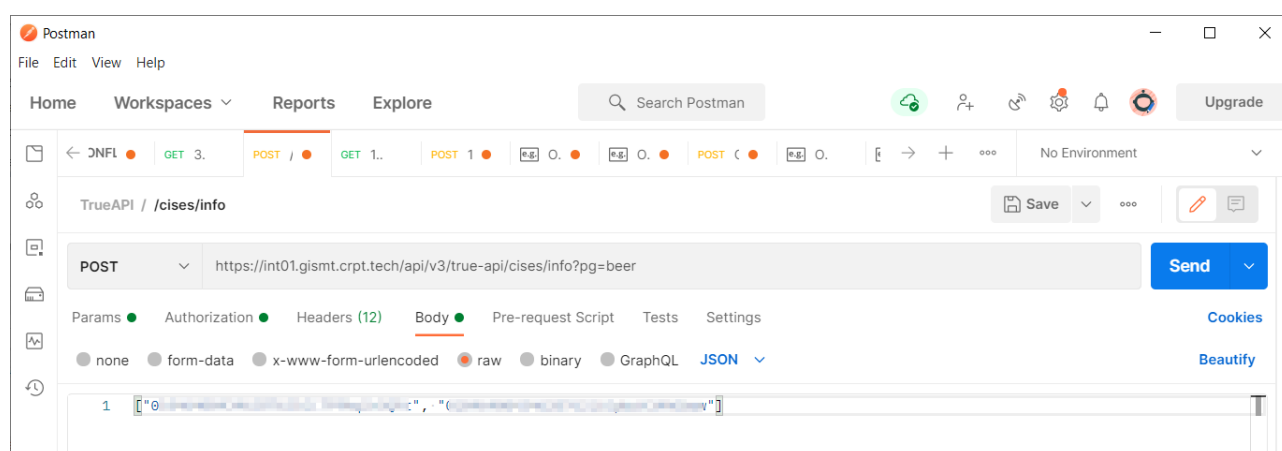 Postman
File Edit View Help
Home Workspaces Reports Explore Search Postman Upgrade
GET 3. POST / GET 1.. POST 1 e.g. O. e.g. O. POST e.g. O. No Environment
TrueAPI / /cises/info Save
POST https://int01.gismt.crpt.tech/api/v3/true-api/cises/info?pg=beer Send
Params Authorization Headers (12) Body Pre-request Script Tests Settings Cookies
none form-data x-www-form-urlencoded raw binary GraphQL JSON Beautify
1